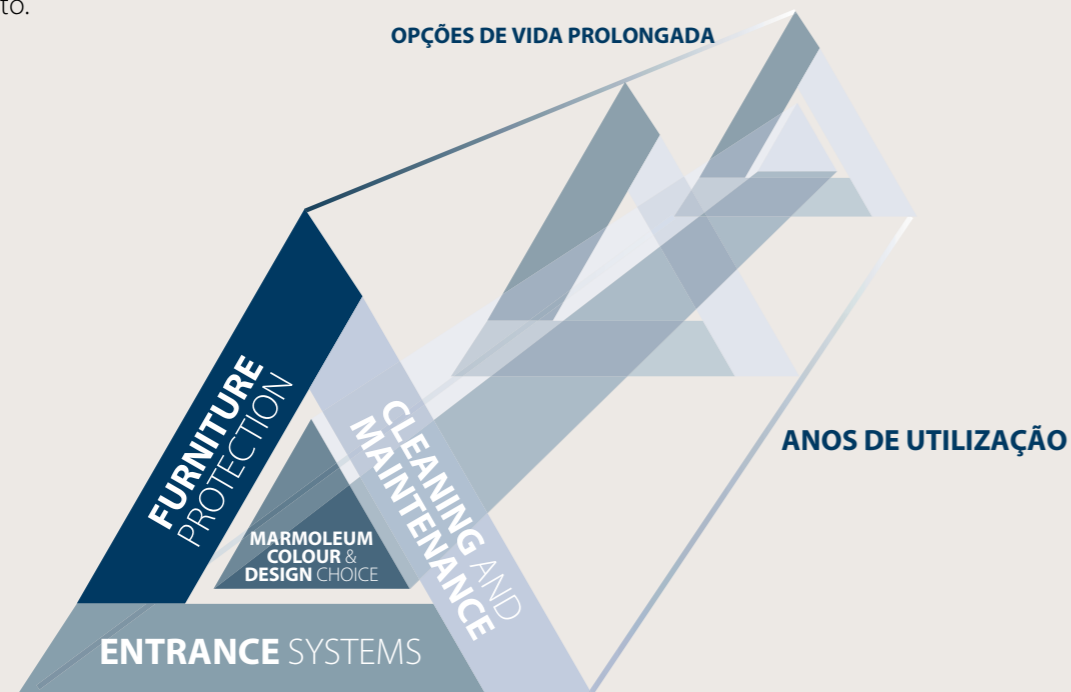 to.
OPÇÕES DE VIDA PROLONGADA
FURNITURE
PROTECTION
CLEANING AND
MAINTENANCE
MARMOLEUM
COLOUR &
DESIGN CHOICE
ANOS DE UTILIZAÇÃO
ENTRANCE SYSTEMS